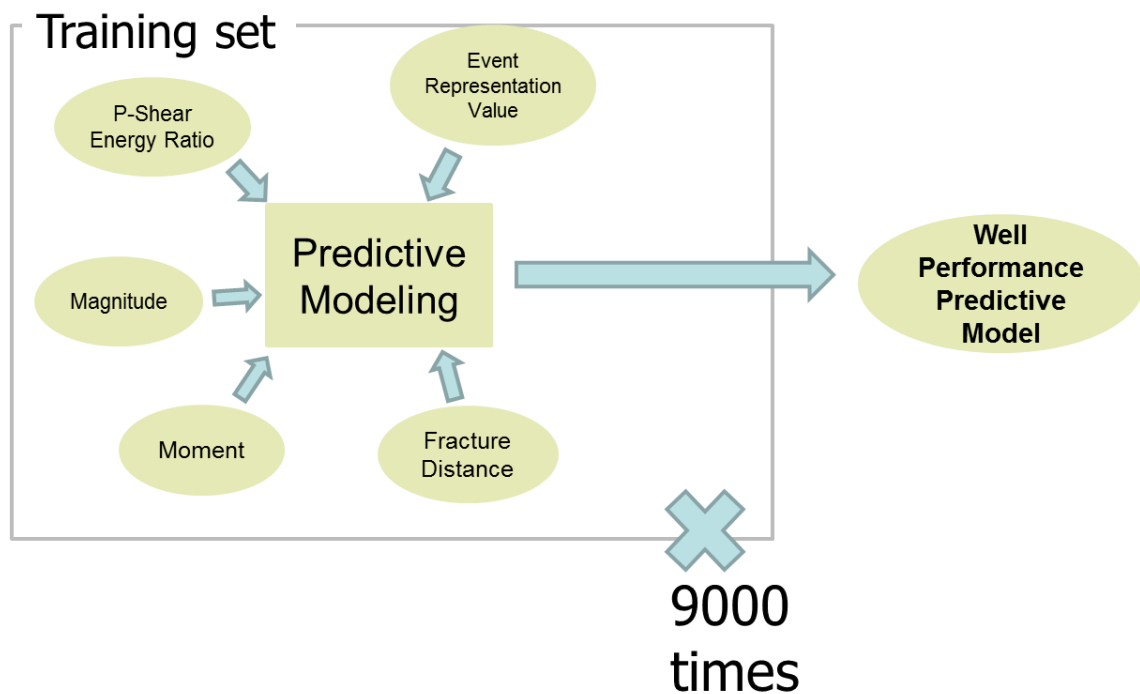 Training set
Event
Representation
Value
P-Shear
Energy Ratio
Predictive
Modeling
Magnitude
Moment
Fracture
Distance
Well
Performance
Predictive
Model
9000
times